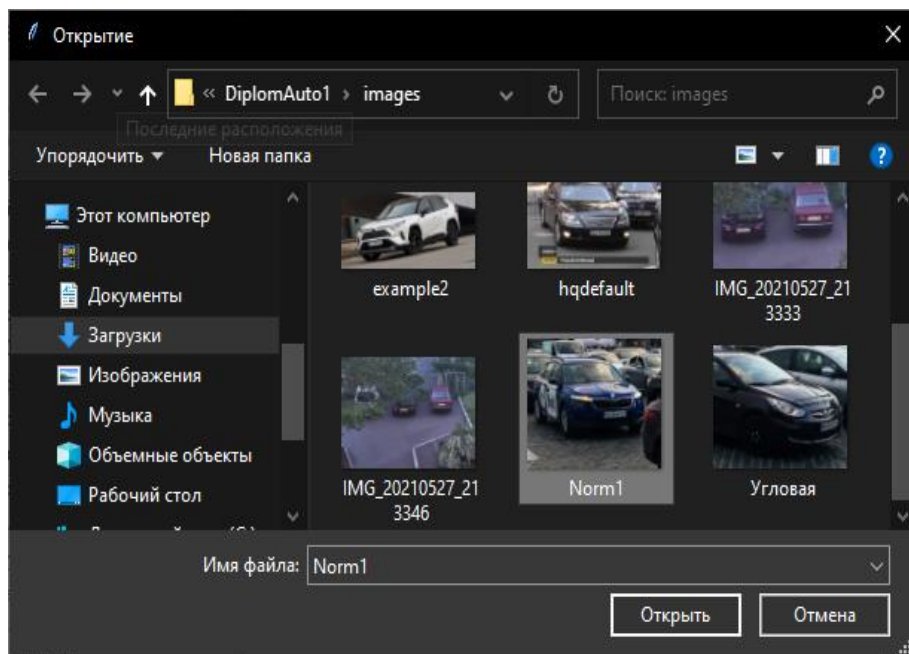 Открытие
« DiplomAuto1 › images
Поиск: images
Последние расположения
Упорядочить
Новая папка
Этот компьютер
Видео
Документы
Загрузки
Изображения
Музыка
Объемные объекты
Рабочий стол
example2
hqdefault
IMG_20210527_21
3333
IMG_20210527_21
3346
Norm1
Угловая
Имя файла: Norm1
Открыть
Отмена